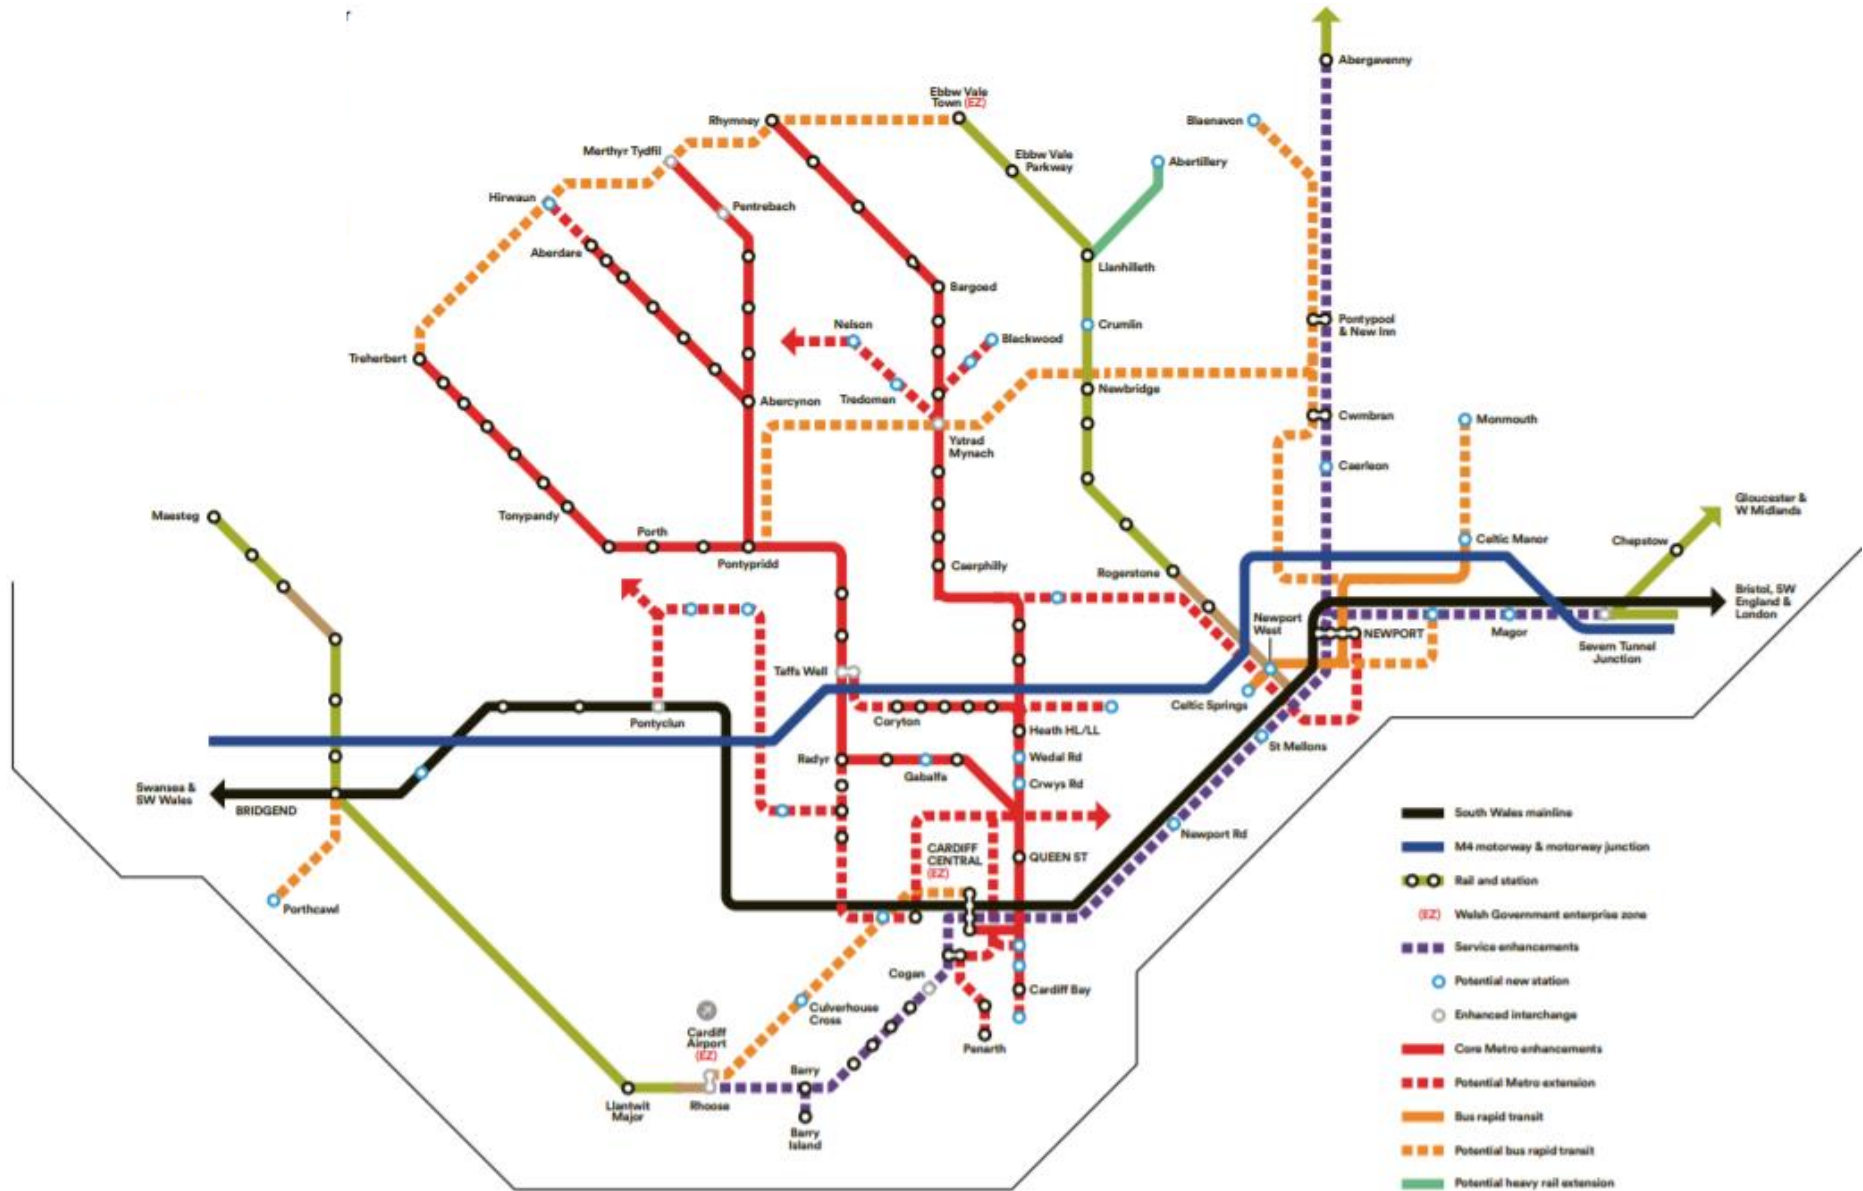 Abergavenny
Ebbw Vale
Town (EZ)
Rhymney
Blaenavon
Merthyr Tydfil
Ebbw Vale
Parkway
Abertillery
Hirwaun
Pentrebach
Aberdare
Llanhilleth
Bargoed
Nelson
Blackwood
Crumlin
Pontypool
& New Inn
Treherbert
Tredomen
Newbridge
Abercynon
Cwmbran
Monmouth
Ystrad
Mynach
Caerleon
Maesteg
Tonypandy
Porth
Gloucester &
W Midlands
Celtic Manor
Chepstow
Pontypridd
Caerphilly
Rogerstone
Bristol, SW
England &
London
Newport
West
NEWPORT
Magor
Severn Tunnel
Junction
Taffs Well
Pontyclun
Coryton
Celtic Springs
Heath HL/LL
St Mellons
Radyr
Gabalfa
Wedal Rd
Crwys Rd
Swansea &
SW Wales
BRIDGEND
Newport Rd
CARDIFF
CENTRAL
(EZ)
QUEEN ST
Porthcawl
Cogan
Cardiff Bay
Culverhouse
Cross
Cardiff
Airport
(EZ)
Penarth
Barry
Llantwit
Major
Rhoose
Barry
Island
South Wales mainline
M4 motorway & motorway junction
Rail and station
(EZ) Welsh Government enterprise zone
Service enhancements
Potential new station
Enhanced interchange
Core Metro enhancements
Potential Metro extension
Bus rapid transit
Potential bus rapid transit
Potential heavy rail extension